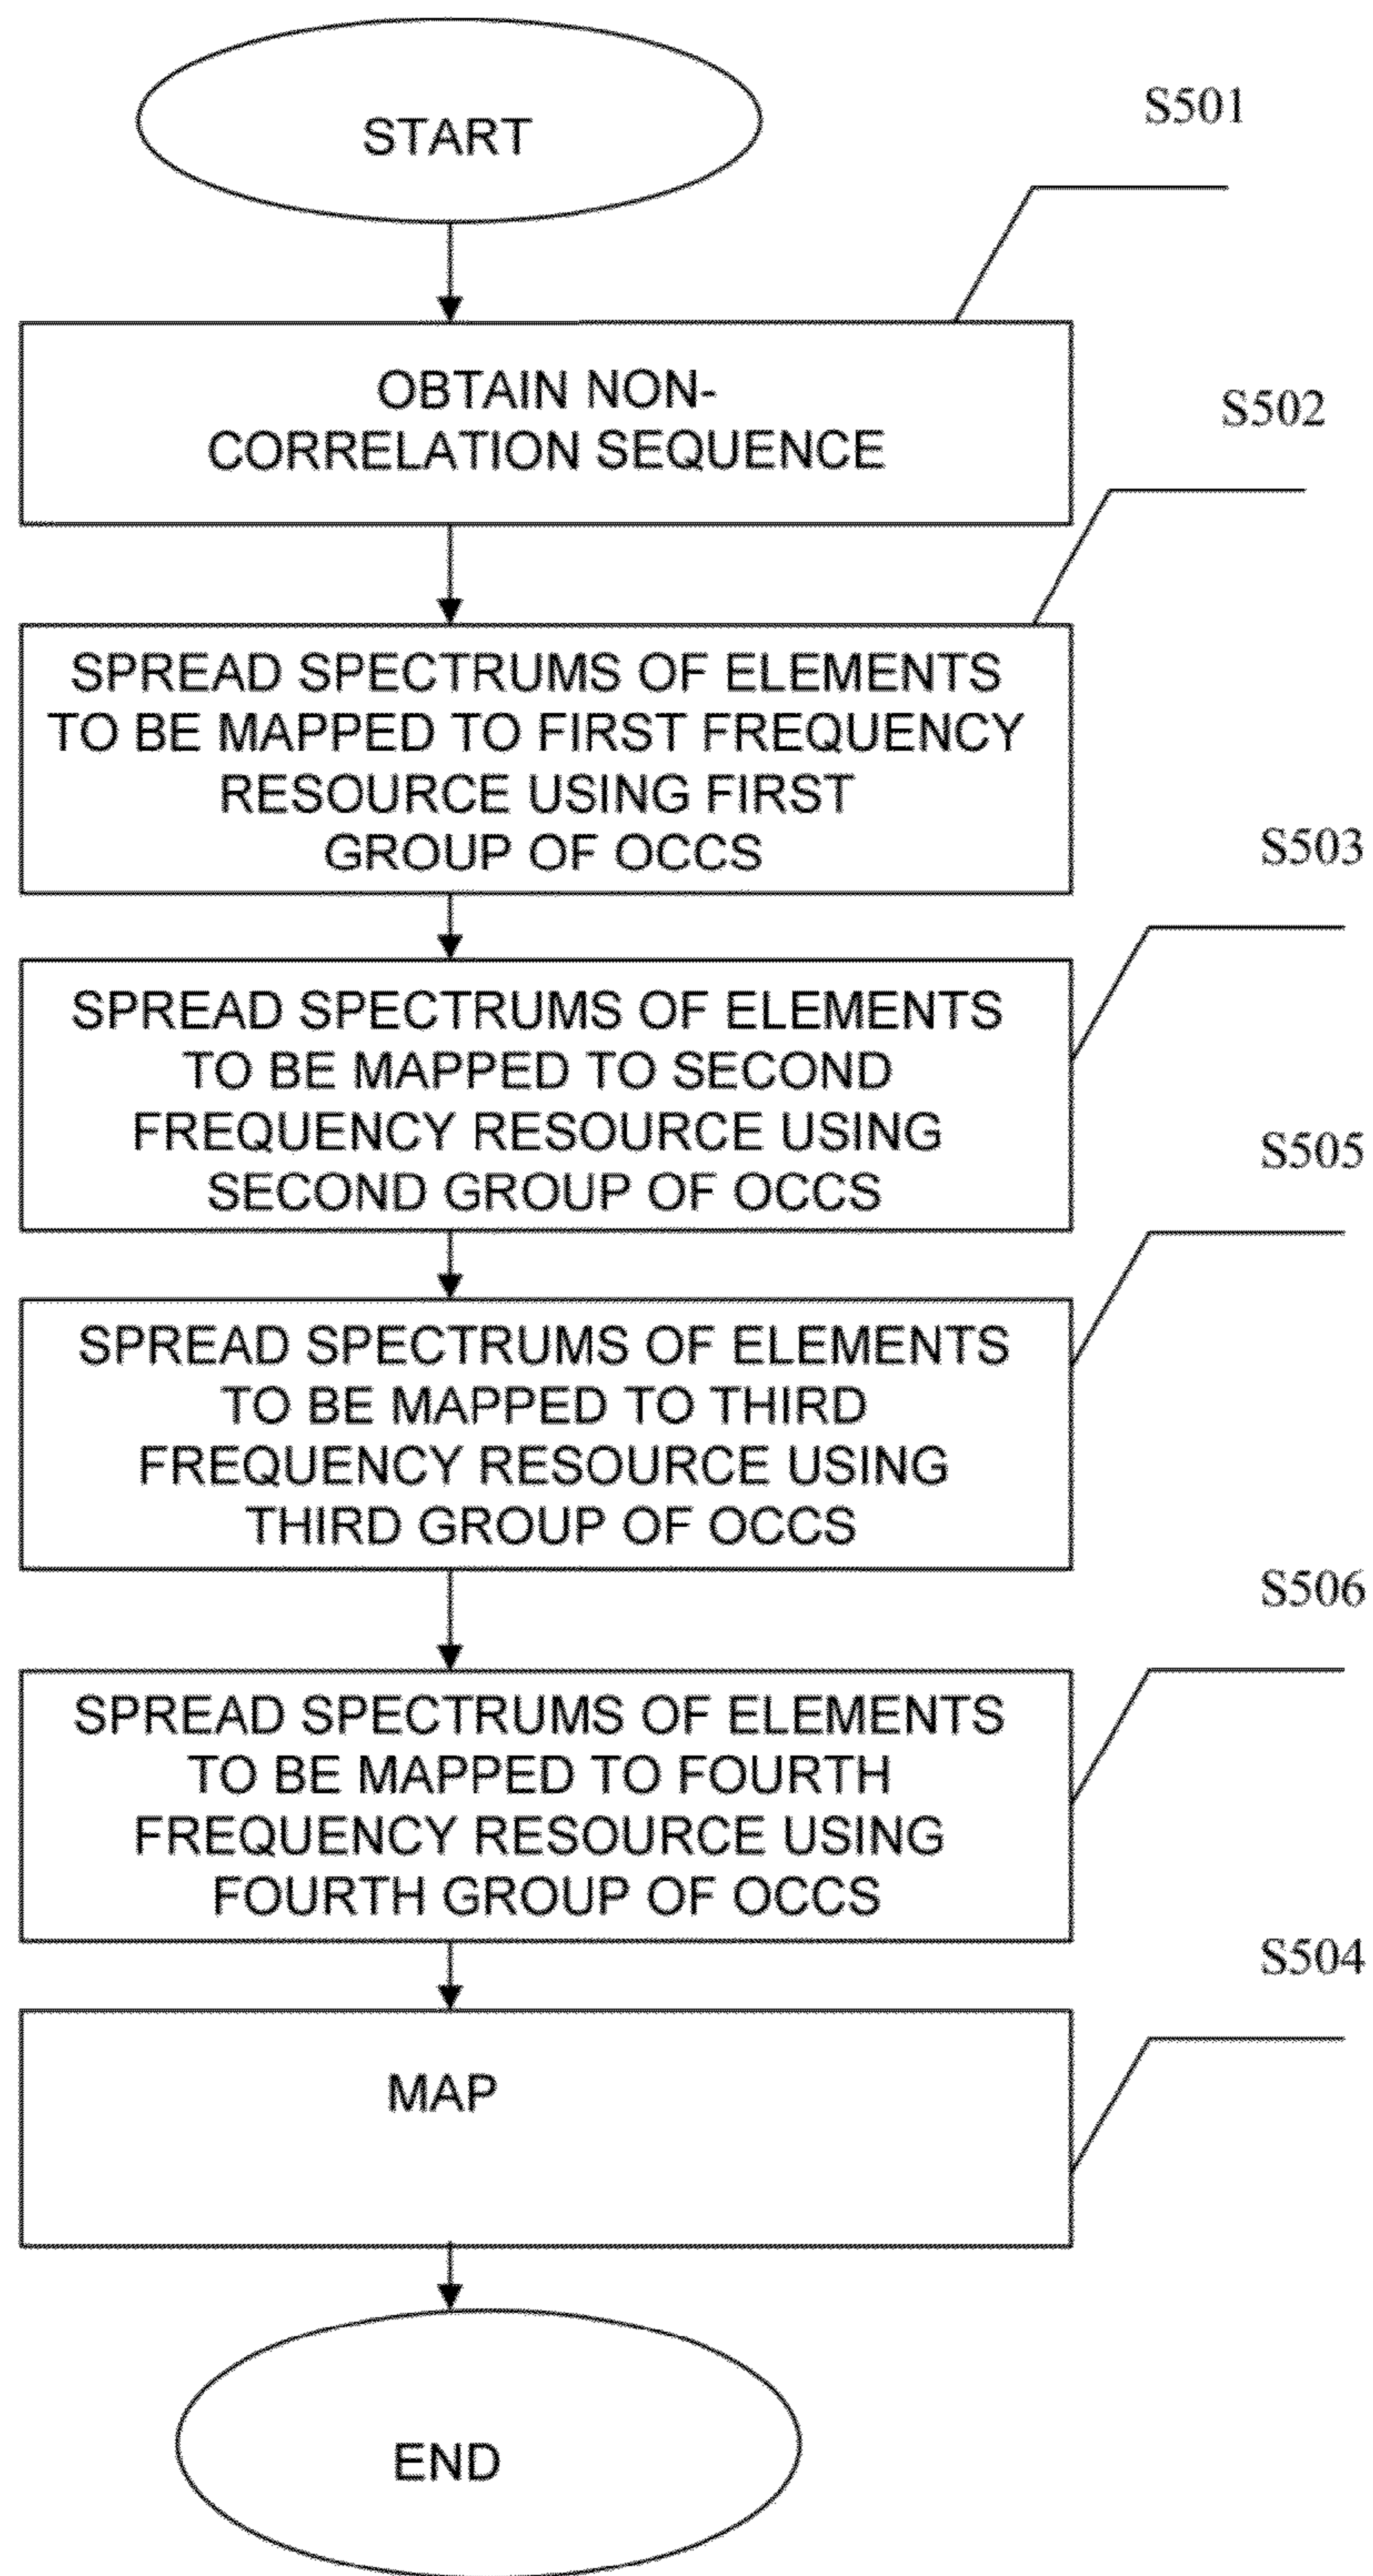 START
S501
OBTAIN NON-
CORRELATION SEQUENCE
S502
SPREAD SPECTRUMS OF ELEMENTS
TO BE MAPPED TO FIRST FREQUENCY
RESOURCE USING FIRST
GROUP OF OCCS
S503
SPREAD SPECTRUMS OF ELEMENTS
TO BE MAPPED TO SECOND
FREQUENCY RESOURCE USING
SECOND GROUP OF OCCS
S505
SPREAD SPECTRUMS OF ELEMENTS
TO BE MAPPED TO THIRD
FREQUENCY RESOURCE USING
THIRD GROUP OF OCCS
S506
SPREAD SPECTRUMS OF ELEMENTS
TO BE MAPPED TO FOURTH
FREQUENCY RESOURCE USING
FOURTH GROUP OF OCCS
S504
MAP
END